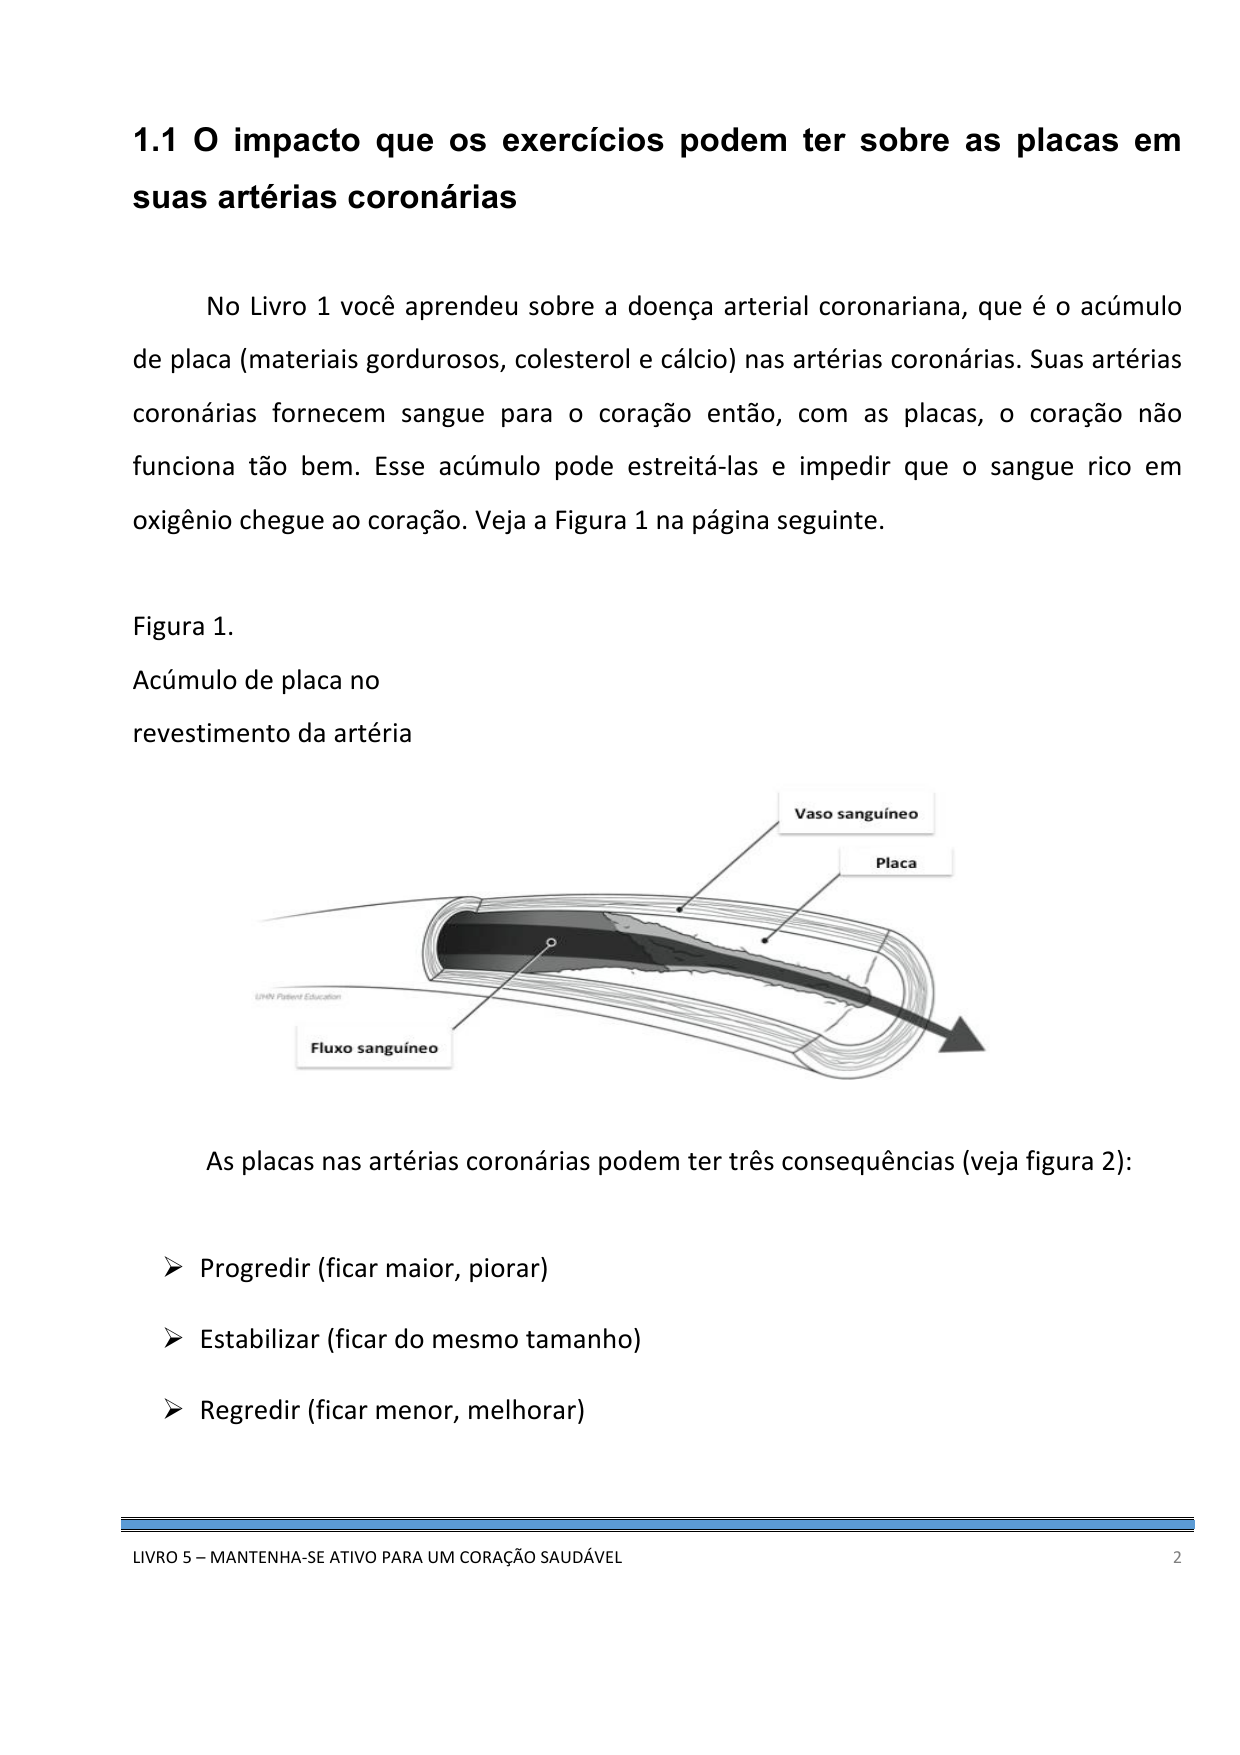 1.1 O impacto que os exercícios podem ter sobre as placas em
suas artérias coronárias
No Livro 1 você aprendeu sobre a doença arterial coronariana, que é o acúmulo
de placa (materiais gordurosos, colesterol e cálcio) nas artérias coronárias. Suas artérias
coronárias fornecem sangue para o coração então, com as placas, o coração não
funciona tão bem. Esse acúmulo pode estreitá-las e impedir que o sangue rico em
oxigênio chegue ao coração. Veja a Figura 1 na página seguinte.
Figura 1.
Acúmulo de placa no
revestimento da artéria
Vaso sanguíneo
Placa
UHN Patient Education
Fluxo sanguíneo
As placas nas artérias coronárias podem ter três consequências (veja figura 2):
➢ Progredir (ficar maior, piorar)
➢ Estabilizar (ficar do mesmo tamanho)
➢ Regredir (ficar menor, melhorar)
LIVRO 5 – MANTENHA-SE ATIVO PARA UM CORAÇÃO SAUDÁVEL 2